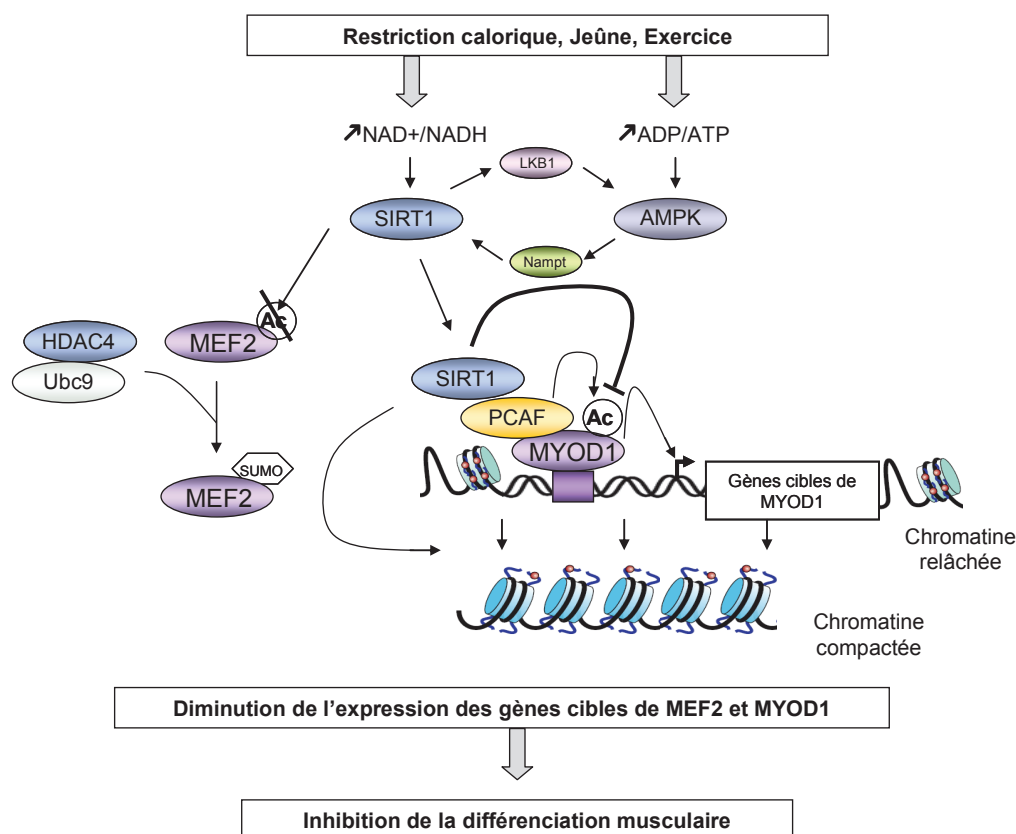 Restriction calorique, Jeûne, Exercice
↗NAD+/NADH
↗ADP/ATP
LKB1
SIRT1
AMPK
Nampt
Ac
HDAC4
MEF2
Ubc9
SIRT1
PCAF
Ac
MYOD1
SUMO
MEF2
Gènes cibles de
MYOD1
Chromatine
relâchée
Chromatine
compactée
Diminution de l'expression des gènes cibles de MEF2 et MYOD1
Inhibition de la différenciation musculaire